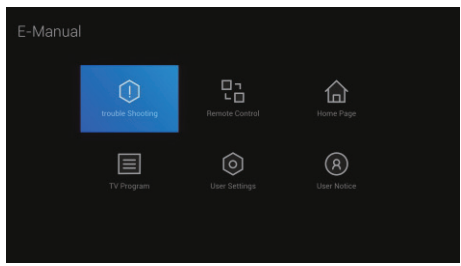 E-Manual
trouble Shooting
Remote Control
Home Page
TV Program
User Settings
User Notice